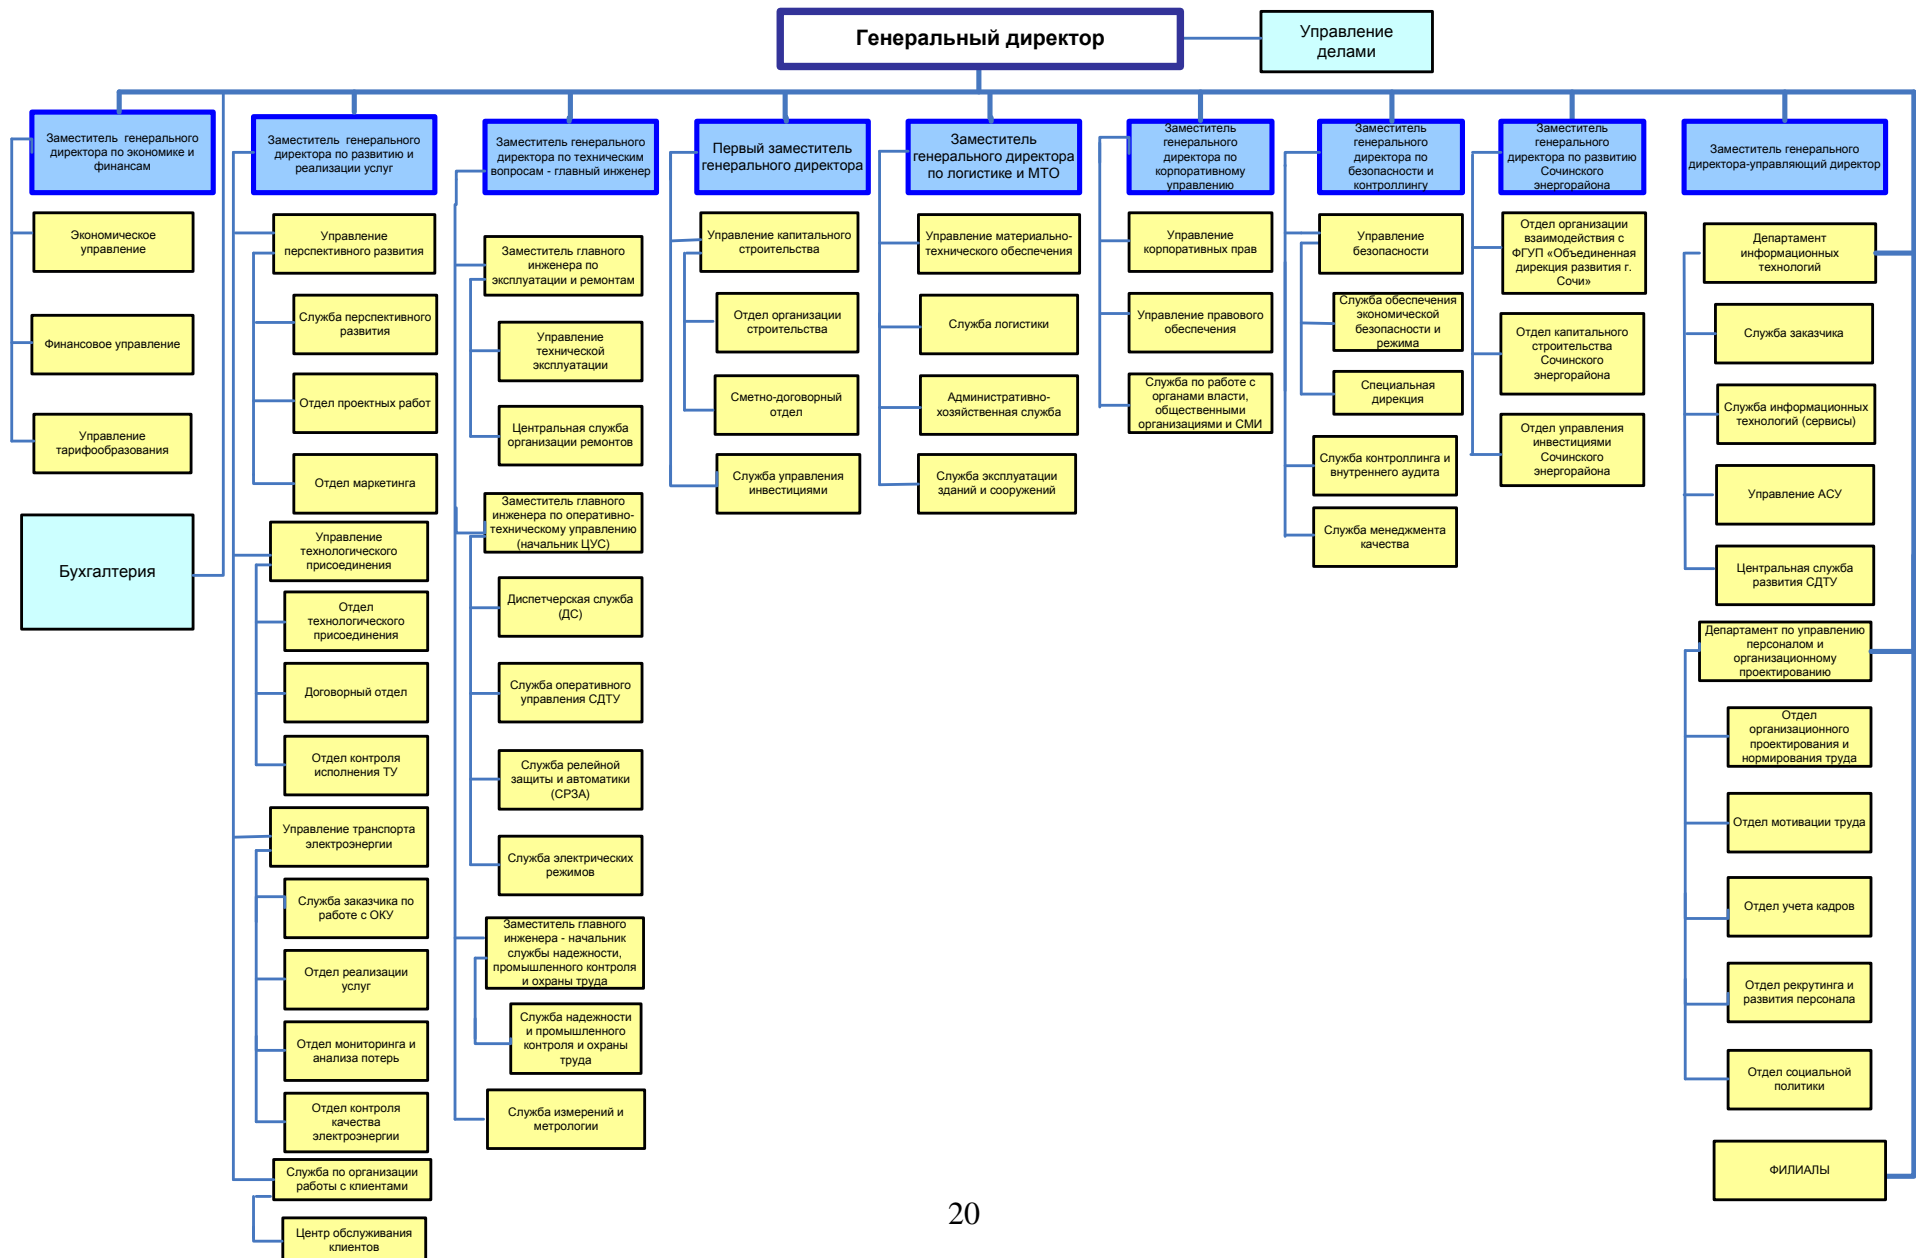 Генеральный директор
Управление
делами
Заместитель генерального
директора по экономике и
финансам
Экономическое
управление
Финансовое управление
Управление
тарифообразования
Бухгалтерия
Заместитель генерального
директора по развитию и
реализации услуг
Управление
перспективного развития
Служба перспективного
развития
Отдел проектных работ
Отдел маркетинга
Управление
технологического
присоединения
Отдел
технологического
присоединения
Договорный отдел
Отдел контроля
исполнения ТУ
Управление транспорта
электроэнергии
Служба заказчика по
работе с ОКУ
Отдел реализации
услуг
Отдел мониторинга и
анализа потерь
Отдел контроля
качества
электроэнергии
Служба по организации
работы с клиентами
Центр обслуживания
клиентов
Заместитель генерального
директора по техническим
вопросам - главный инженер
Заместитель главного
инженера по
эксплуатации и ремонтам
Управление
технической
эксплуатации
Центральная служба
организации ремонтов
Заместитель главного
инженера по оперативно-
техническому управлению
(начальник ЦУС)
Диспетчерская служба
(ДС)
Служба оперативного
управления СДТУ
Служба релейной
защиты и автоматики
(СРЗА)
Служба электрических
режимов
Заместитель главного
инженера - начальник
службы надежности,
промышленного контроля
и охраны труда
Служба надежности
и промышленного
контроля и охраны
труда
Служба измерений и
метрологии
Первый заместитель
генерального директора
Управление капитального
строительства
Отдел организации
строительства
Сметно-договорный
отдел
Служба управления
инвестициями
Заместитель
генерального директора
по логистике и МТО
Управление материально-
технического обеспечения
Служба логистики
Административно-
хозяйственная служба
Служба эксплуатации
зданий и сооружений
Заместитель
генерального
директора по
корпоративному
управлению
Управление
корпоративных прав
Управление правового
обеспечения
Служба по работе с
органами власти,
общественными
организациями и СМИ
Заместитель
генерального
директора по
безопасности и
контроллингу
Управление
безопасности
Служба обеспечения
экономической
безопасности и
режима
Специальная
дирекция
Служба контроллинга и
внутреннего аудита
Служба менеджмента
качества
Заместитель
генерального
директора по развитию
Сочинского
энергорайона
Отдел организации
взаимодействия с
ФГУП «Объединенная
дирекция развития г.
Сочи»
Отдел капитального
строительства
Сочинского
энергорайона
Отдел управления
инвестициями
Сочинского
энергорайона
Заместитель генерального
директора-управляющий директор
Департамент
информационных
технологий
Служба заказчика
Служба информационных
технологий (сервисы)
Управление АСУ
Центральная служба
развития СДТУ
Департамент по управлению
персоналом и
организационному
проектированию
Отдел
организационного
проектирования и
нормирования труда
Отдел мотивации труда
Отдел учета кадров
Отдел рекрутинга и
развития персонала
Отдел социальной
политики
ФИЛИАЛЫ
20